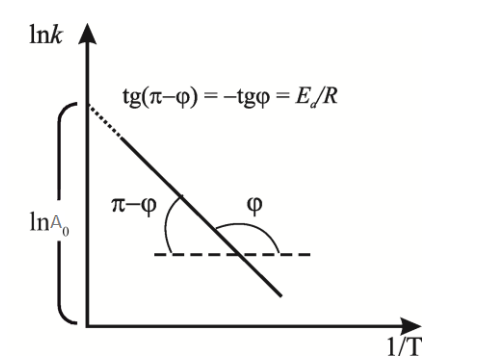 lnk
tg(π−φ) = −tgφ = Eₐ/R
π−φ
φ
lnA₀
1/T